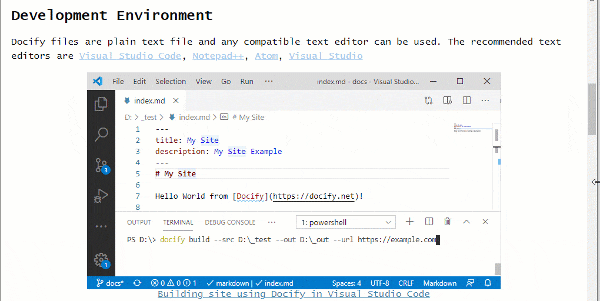 Development Environment
Docify files are plain text file and any compatible text editor can be used. The recommended text
editors are Visual Studio Code, Notepad++, Atom, Visual Studio
File Edit Selection View Go Run ··· index.md - docs - Visual Studio...
index.md
D: > _test > index.md > # My Site
1 ---
2 title: My Site
3 description: My Site Example
4 ---
5 # My Site
6
7 Hello World from [Docify](https://docify.net)!
OUTPUT TERMINAL DEBUG CONSOLE ··· 1: powershell
PS D:\> docify build --src D:\_test --out D:\_out --url https://example.com
docs* 0 0 1 markdown | index.md Spaces: 4 UTF-8 CRLF Markdown
Building site using Docify in Visual Studio Code